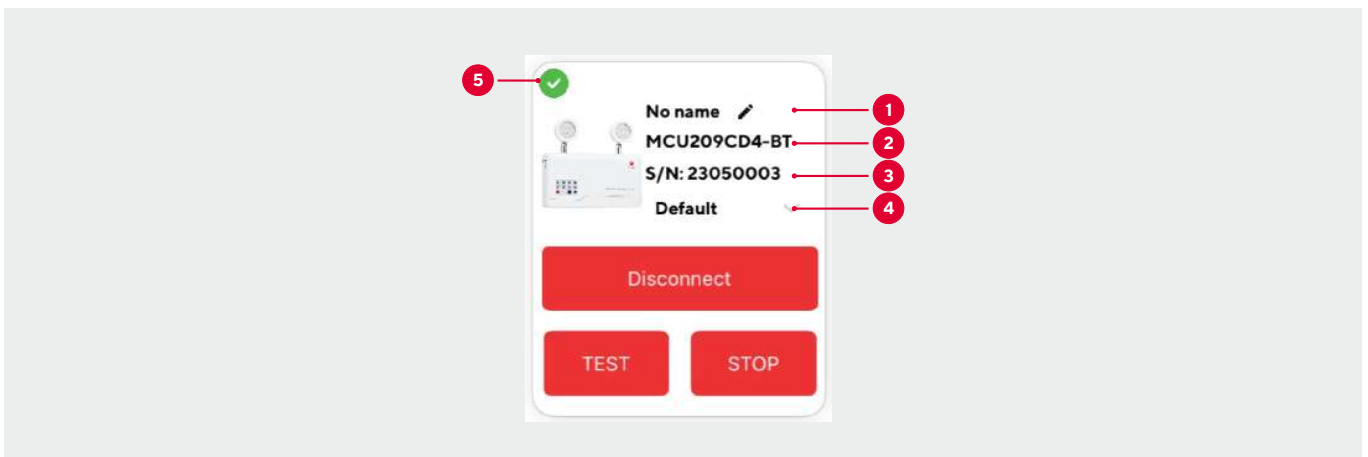 5
No name
1
MCU209CD4-BT
2
S/N: 23050003
3
Default
4
Disconnect
TEST STOP